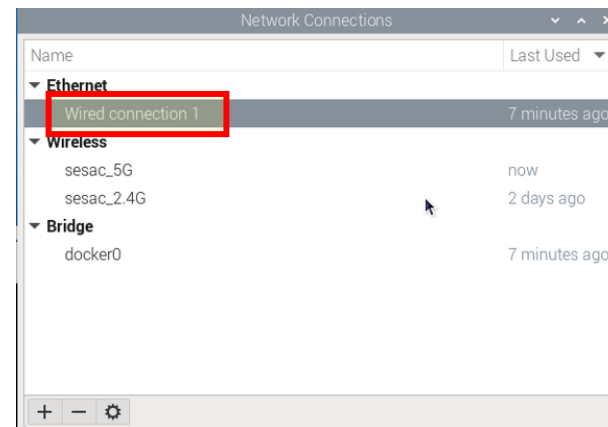 Network Connections
Name Last Used
Ethernet
Wired connection 1 7 minutes ago
Wireless
sesac_5G now
sesac_2.4G 2 days ago
Bridge
docker0 7 minutes ago